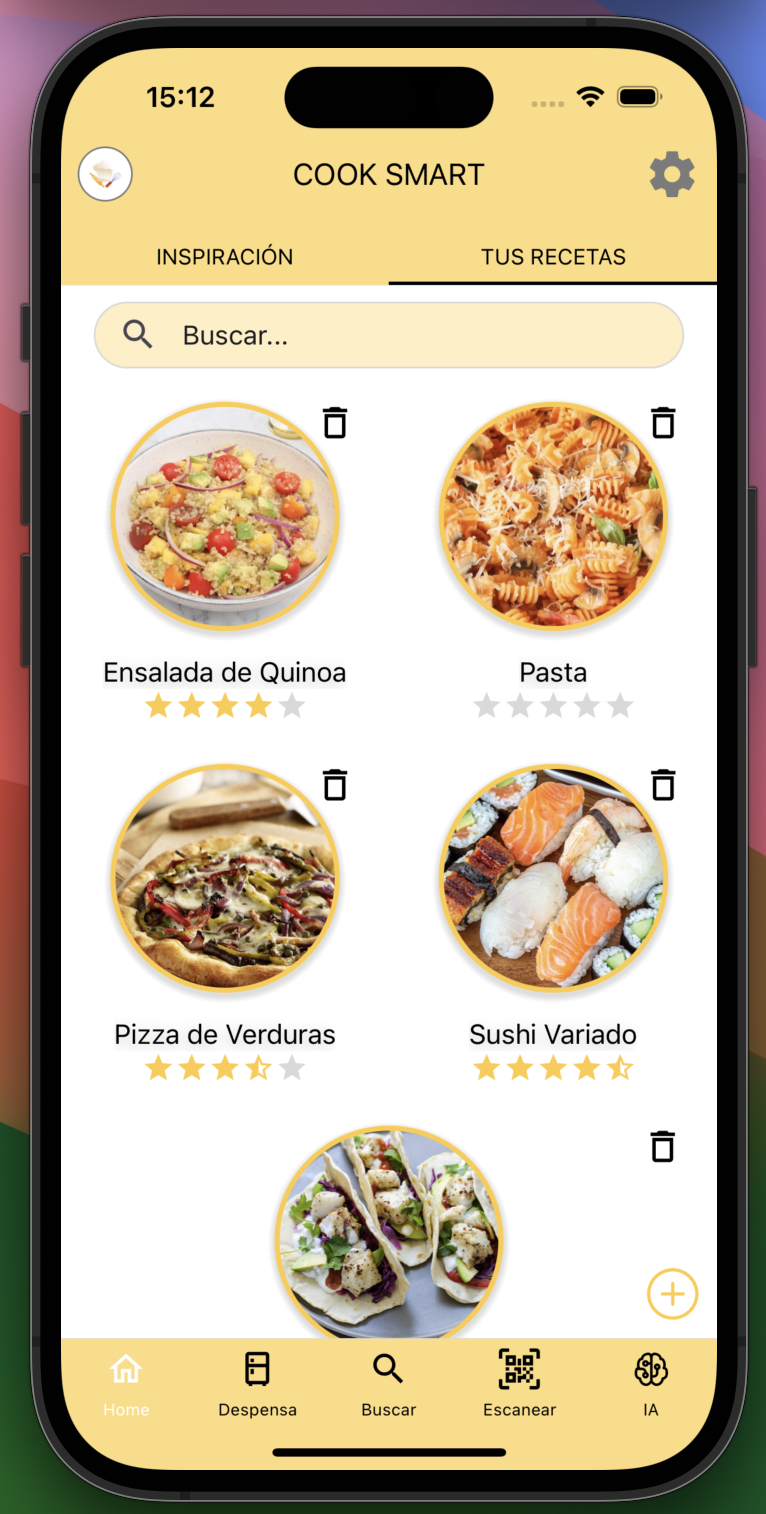 15:12
COOK SMART
INSPIRACIÓN
TUS RECETAS
Buscar...
Ensalada de Quinoa
Pasta
Pizza de Verduras
Sushi Variado
Home
Despensa
Buscar
Escanear
IA